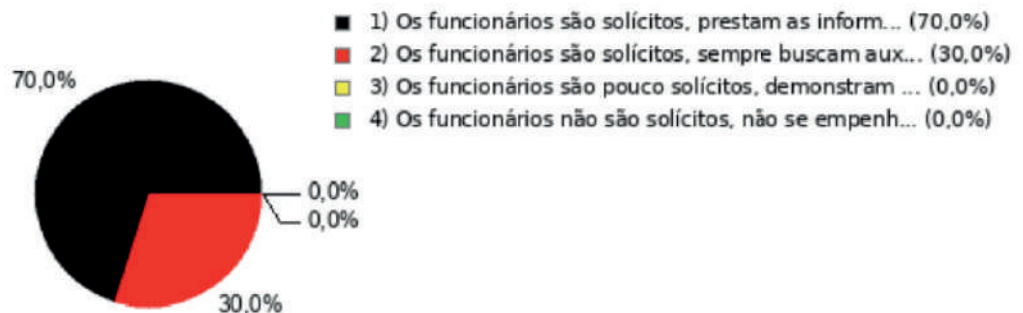 1) Os funcionários são solícitos, prestam as inform... (70,0%)
2) Os funcionários são solícitos, sempre buscam aux... (30,0%)
3) Os funcionários são pouco solícitos, demonstram ... (0,0%)
4) Os funcionários não são solícitos, não se empenh... (0,0%)
70,0%
0,0%
0,0%
30,0%